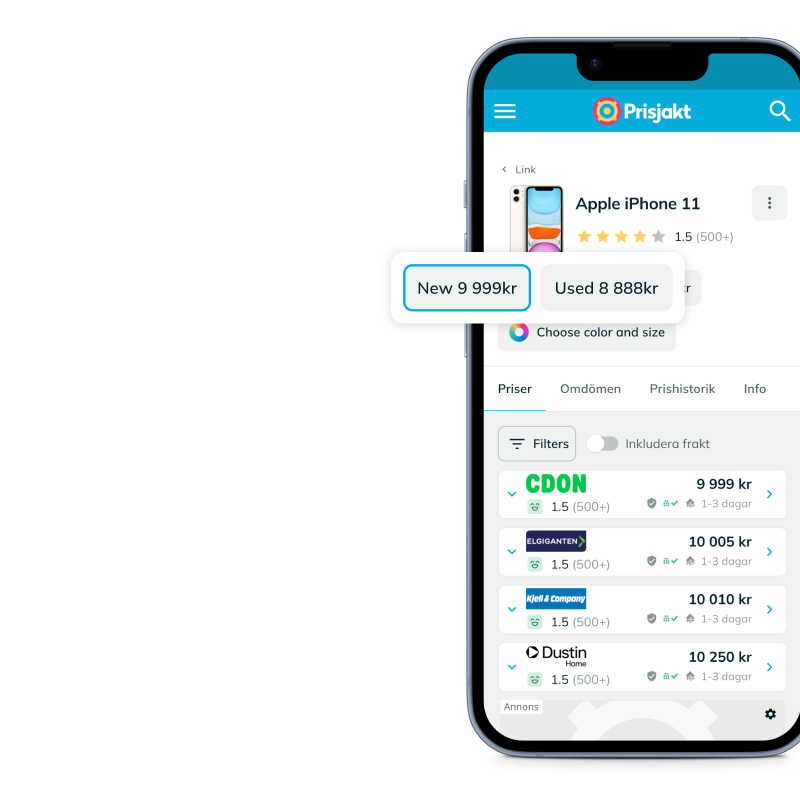 Prisjakt
Link
Apple iPhone 11
1.5 (500+)
New 9 999kr
Used 8 888kr
Choose color and size
Priser
Omdömen
Prishistorik
Info
Filters
Inkludera frakt
CDON
9 999 kr
1.5 (500+)
1-3 dagar
ELGIGANTEN
10 005 kr
1.5 (500+)
1-3 dagar
Kjell & Company
10 010 kr
1.5 (500+)
1-3 dagar
Dustin
Home
10 250 kr
1.5 (500+)
1-3 dagar
Annons